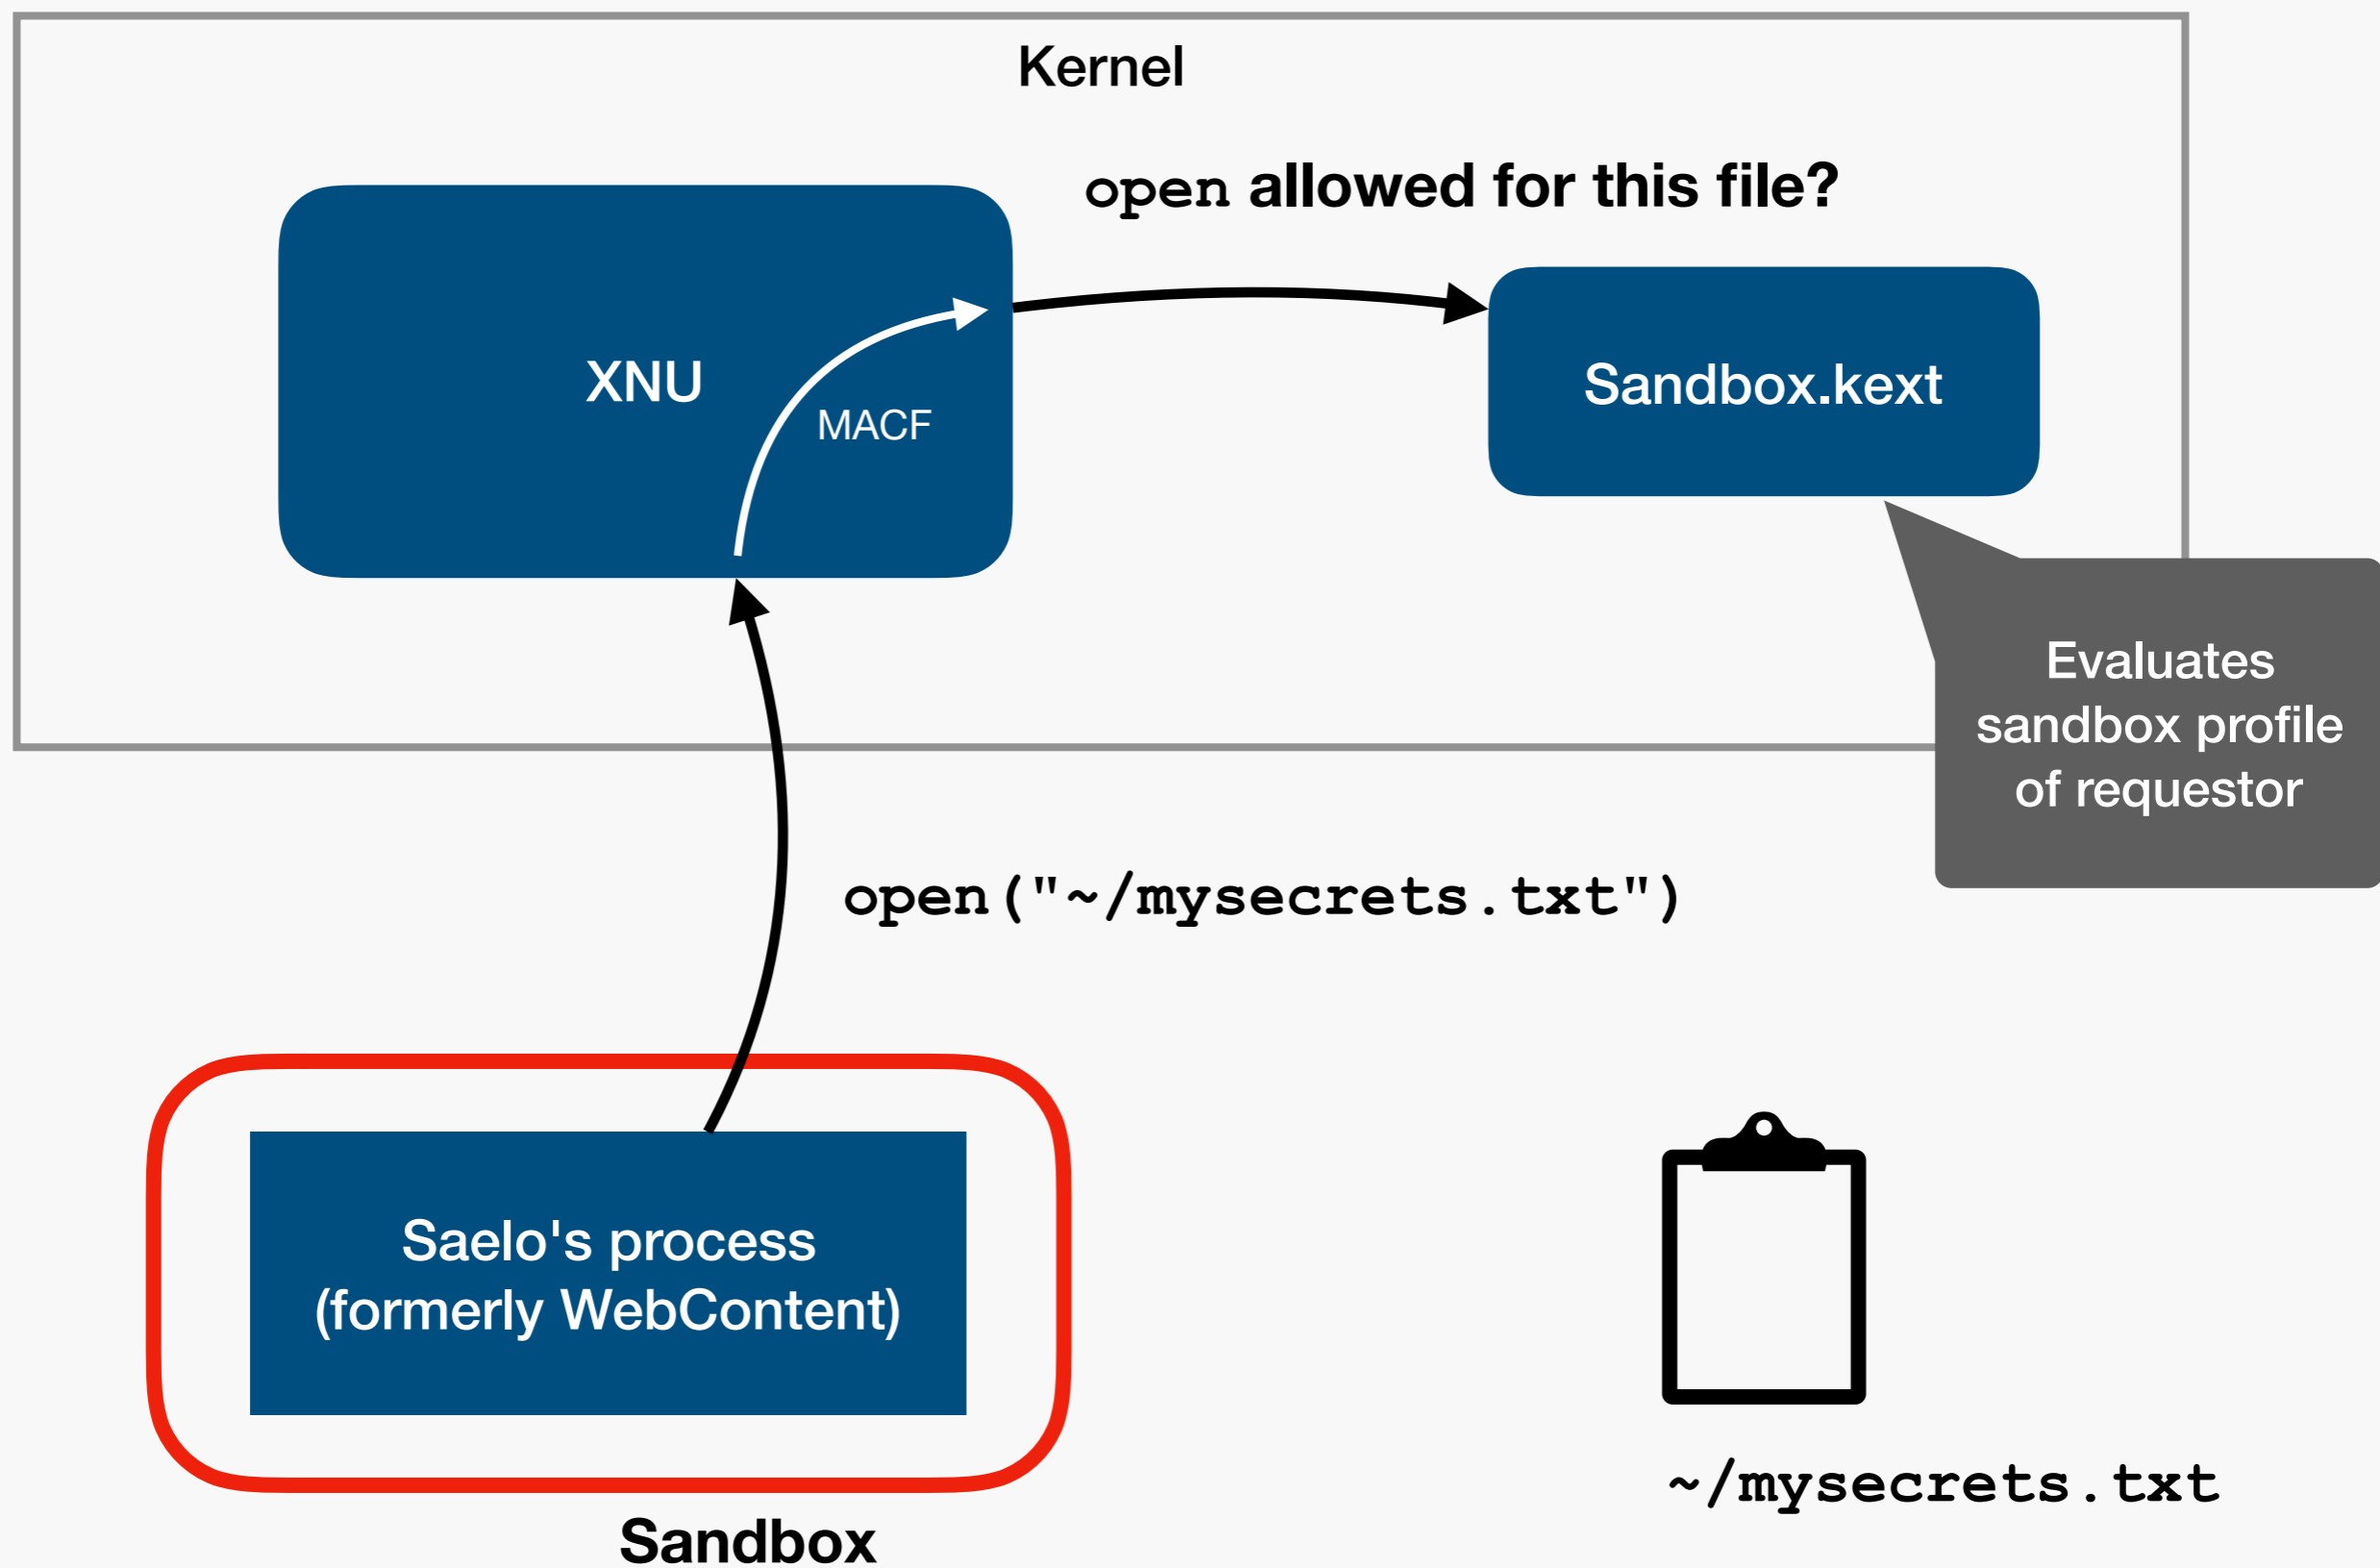 Kernel
open allowed for this file?
XNU
MACF
Sandbox.kext
Evaluates
sandbox profile
of requestor
open("~/mysecrets.txt")
Saelo's process
(formerly WebContent)
~/mysecrets.txt
Sandbox